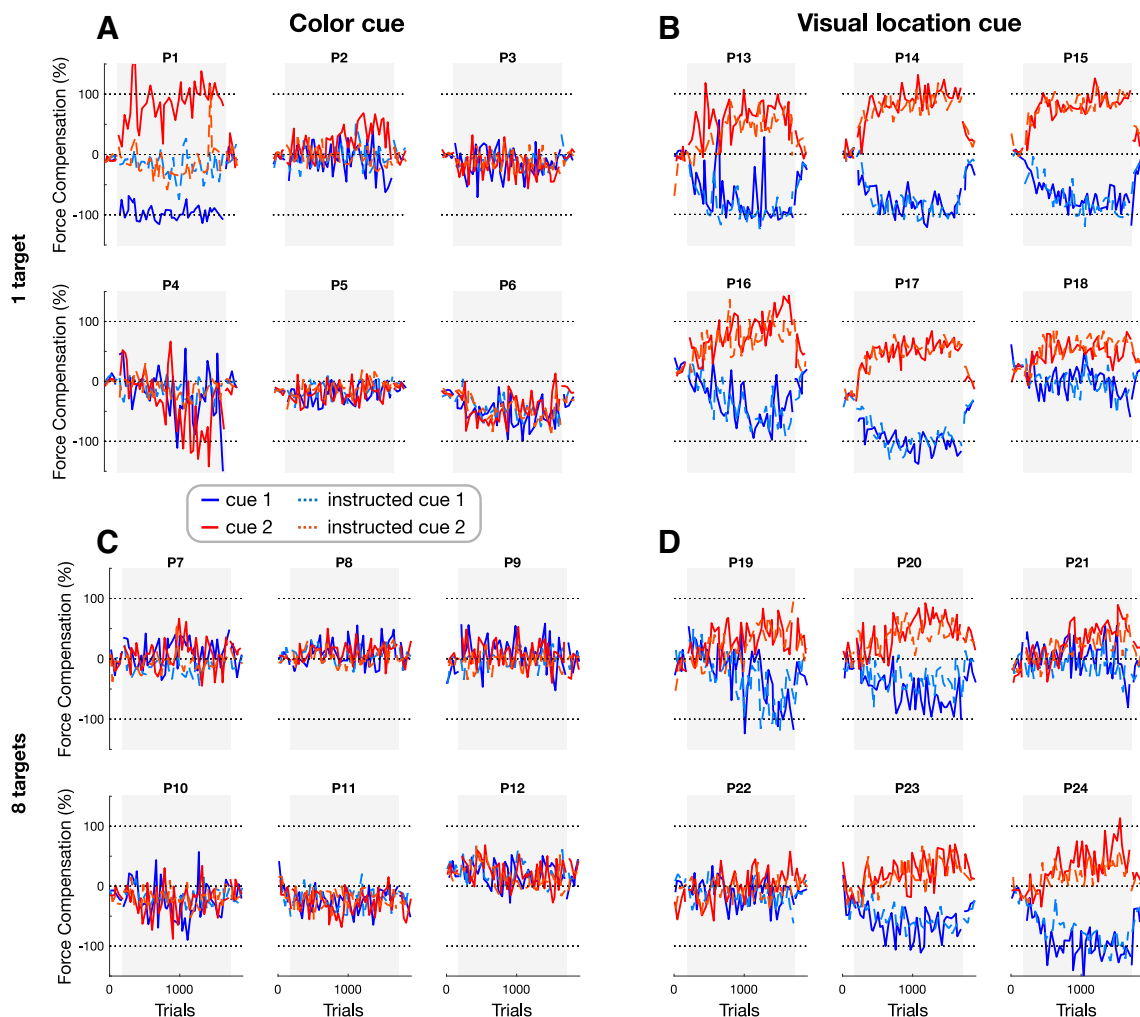 A
Color cue
B
Visual location cue
P1
P2
P3
P13
P14
P15
Force Compensation (%)
100
0
-100
1 target
P4
P5
P6
P16
P17
P18
Force Compensation (%)
100
0
-100
cue 1
instructed cue 1
cue 2
instructed cue 2
C
D
P7
P8
P9
P19
P20
P21
Force Compensation (%)
100
0
-100
8 targets
P10
P11
P12
P22
P23
P24
Force Compensation (%)
100
0
-100
0
1000
0
1000
0
1000
0
1000
0
1000
0
1000
Trials
Trials
Trials
Trials
Trials
Trials